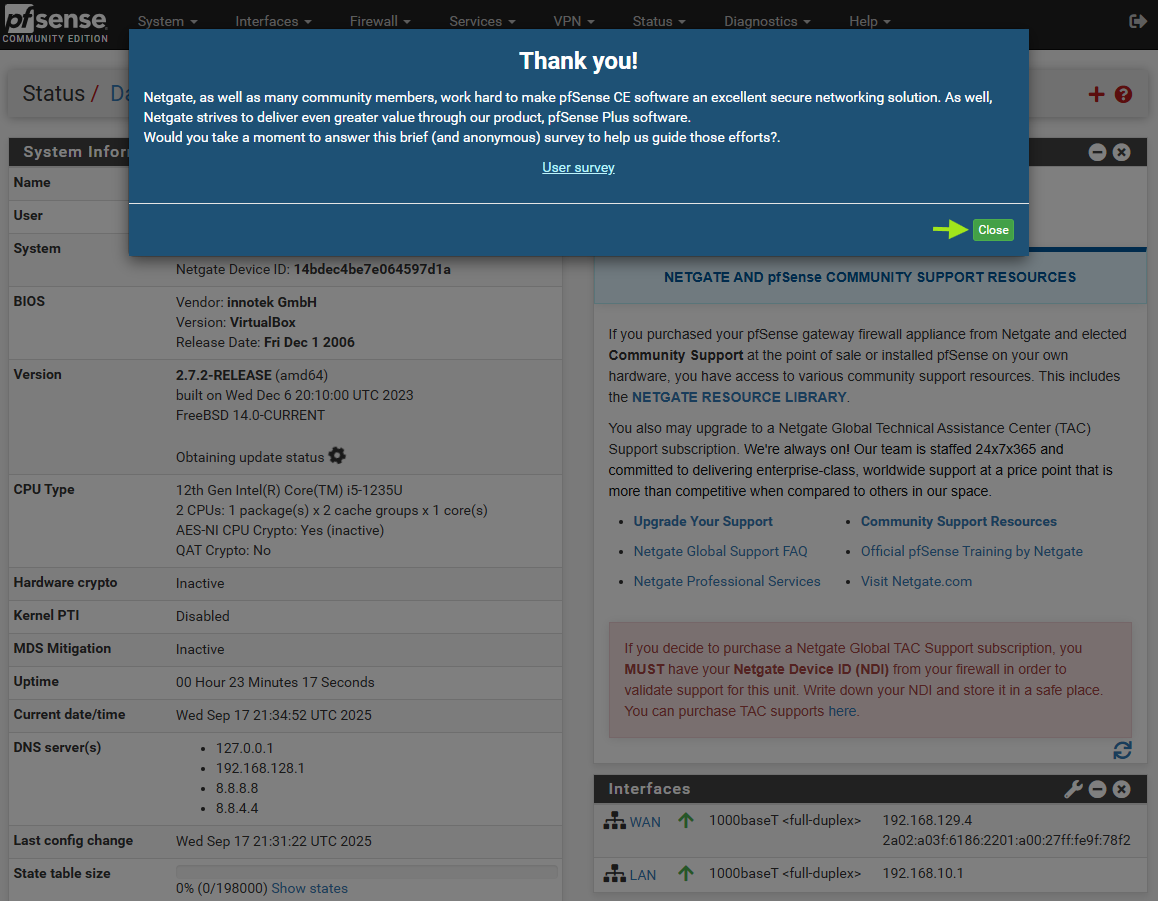 pfsense
COMMUNITY EDITION
System
Interfaces
Firewall
Services
VPN
Status
Diagnostics
Help
Thank you!
Netgate, as well as many community members, work hard to make pfSense CE software an excellent secure networking solution. As well,
Netgate strives to deliver even greater value through our product, pfSense Plus software.
Would you take a moment to answer this brief (and anonymous) survey to help us guide those efforts?.
User survey
Close
Status /
System
Name
User
System
Netgate Device ID: 14bdec4be7e064597d1a
BIOS
Vendor: innotek GmbH
Version: VirtualBox
Release Date: Fri Dec 1 2006
Version
2.7.2-RELEASE (amd64)
built on Wed Dec 6 20:10:00 UTC 2023
FreeBSD 14.0-CURRENT
Obtaining update status
CPU Type
12th Gen Intel(R) Core(TM) i5-1235U
2 CPUs: 1 package(s) x 2 cache groups x 1 core(s)
AES-NI CPU Crypto: Yes (inactive)
QAT Crypto: No
Hardware crypto
Inactive
Kernel PTI
Disabled
MDS Mitigation
Inactive
Uptime
00 Hour 23 Minutes 17 Seconds
Current date/time
Wed Sep 17 21:34:52 UTC 2025
DNS server(s)
127.0.0.1
192.168.128.1
8.8.8.8
8.8.4.4
Last config change
Wed Sep 17 21:31:22 UTC 2025
State table size
0% (0/198000) Show states
NETGATE AND pfSense COMMUNITY SUPPORT RESOURCES
If you purchased your pfSense gateway firewall appliance from Netgate and elected
Community Support at the point of sale or installed pfSense on your own
hardware, you have access to various community support resources. This includes
the NETGATE RESOURCE LIBRARY.
You also may upgrade to a Netgate Global Technical Assistance Center (TAC)
Support subscription. We're always on! Our team is staffed 24x7x365 and
committed to delivering enterprise-class, worldwide support at a price point that is
more than competitive when compared to others in our space.
Upgrade Your Support
Community Support Resources
Netgate Global Support FAQ
Official pfSense Training by Netgate
Netgate Professional Services
Visit Netgate.com
If you decide to purchase a Netgate Global TAC Support subscription, you
MUST have your Netgate Device ID (NDI) from your firewall in order to
validate support for this unit. Write down your NDI and store it in a safe place.
You can purchase TAC supports here.
Interfaces
WAN
1000baseT <full-duplex>
192.168.129.4
2a02:a03f:6186:2201:a00:27ff:fe9f:78f2
LAN
1000baseT <full-duplex>
192.168.10.1